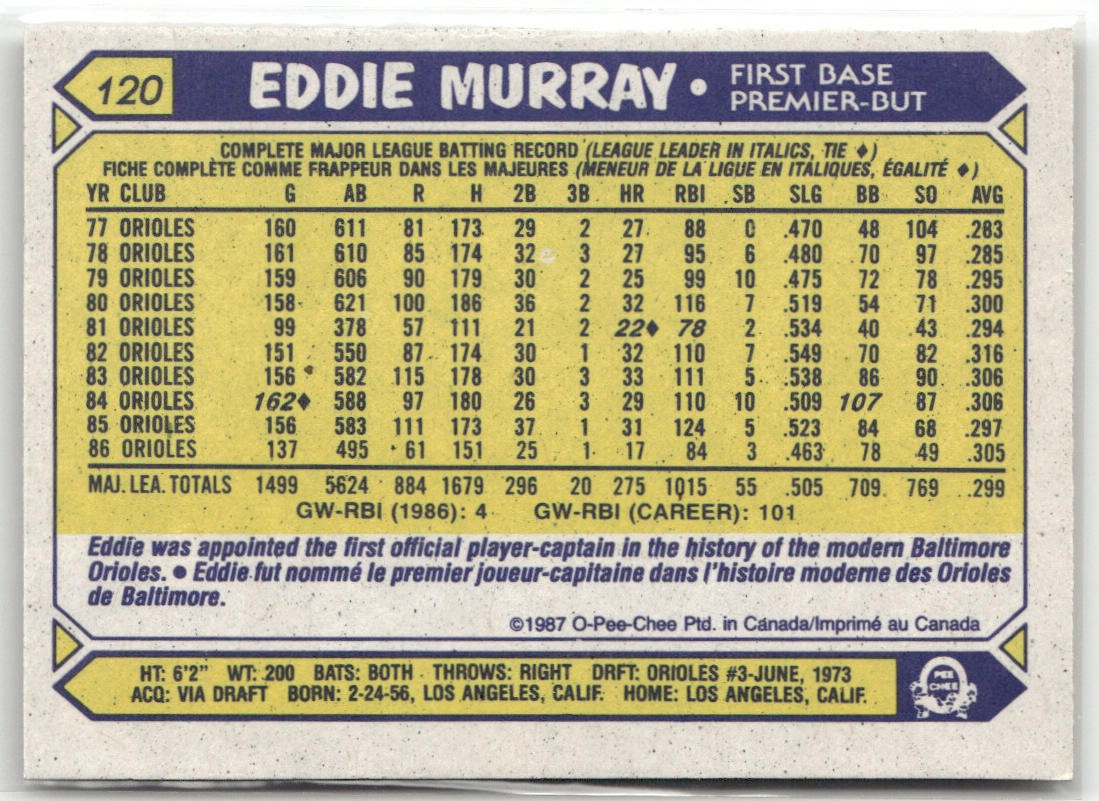 120 EDDIE MURRAY • FIRST BASE
PREMIER-BUT
COMPLETE MAJOR LEAGUE BATTING RECORD (LEAGUE LEADER IN ITALICS, TIE ♦)
FICHE COMPLÈTE COMME FRAPPEUR DANS LES MAJEURES (MENEUR DE LA LIGUE EN ITALIQUES, ÉGALITÉ ♦)
YR CLUB G AB R H 2B 3B HR RBI SB SLG BB SO AVG
77 ORIOLES 160 611 81 173 29 2 27 88 0 .470 48 104 .283
78 ORIOLES 161 610 85 174 32 3 27 95 6 .480 70 97 .285
79 ORIOLES 159 606 90 179 30 2 25 99 10 .475 72 78 .295
80 ORIOLES 158 621 100 186 36 2 32 116 7 .519 54 71 .300
81 ORIOLES 99 378 57 111 21 2 22♦ 78 2 .534 40 43 .294
82 ORIOLES 151 550 87 174 30 1 32 110 7 .549 70 82 .316
83 ORIOLES 156 582 115 178 30 3 33 111 5 .538 86 90 .306
84 ORIOLES 162♦ 588 97 180 26 3 29 110 10 .509 107 87 .306
85 ORIOLES 156 583 111 173 37 1 31 124 5 .523 84 68 .297
86 ORIOLES 137 495 61 151 25 1 17 84 3 .463 78 49 .305
MAJ. LEA. TOTALS 1499 5624 884 1679 296 20 275 1015 55 .505 709 769 .299
GW-RBI (1986): 4 GW-RBI (CAREER): 101
Eddie was appointed the first official player-captain in the history of the modern Baltimore
Orioles. • Eddie fut nommé le premier joueur-capitaine dans l'histoire moderne des Orioles
de Baltimore.
©1987 O-Pee-Chee Ptd. in Canada/Imprimé au Canada
HT: 6'2" WT: 200 BATS: BOTH THROWS: RIGHT DRFT: ORIOLES #3-JUNE, 1973
ACQ: VIA DRAFT BORN: 2-24-56, LOS ANGELES, CALIF. HOME: LOS ANGELES, CALIF.
O
PEE
CHEE